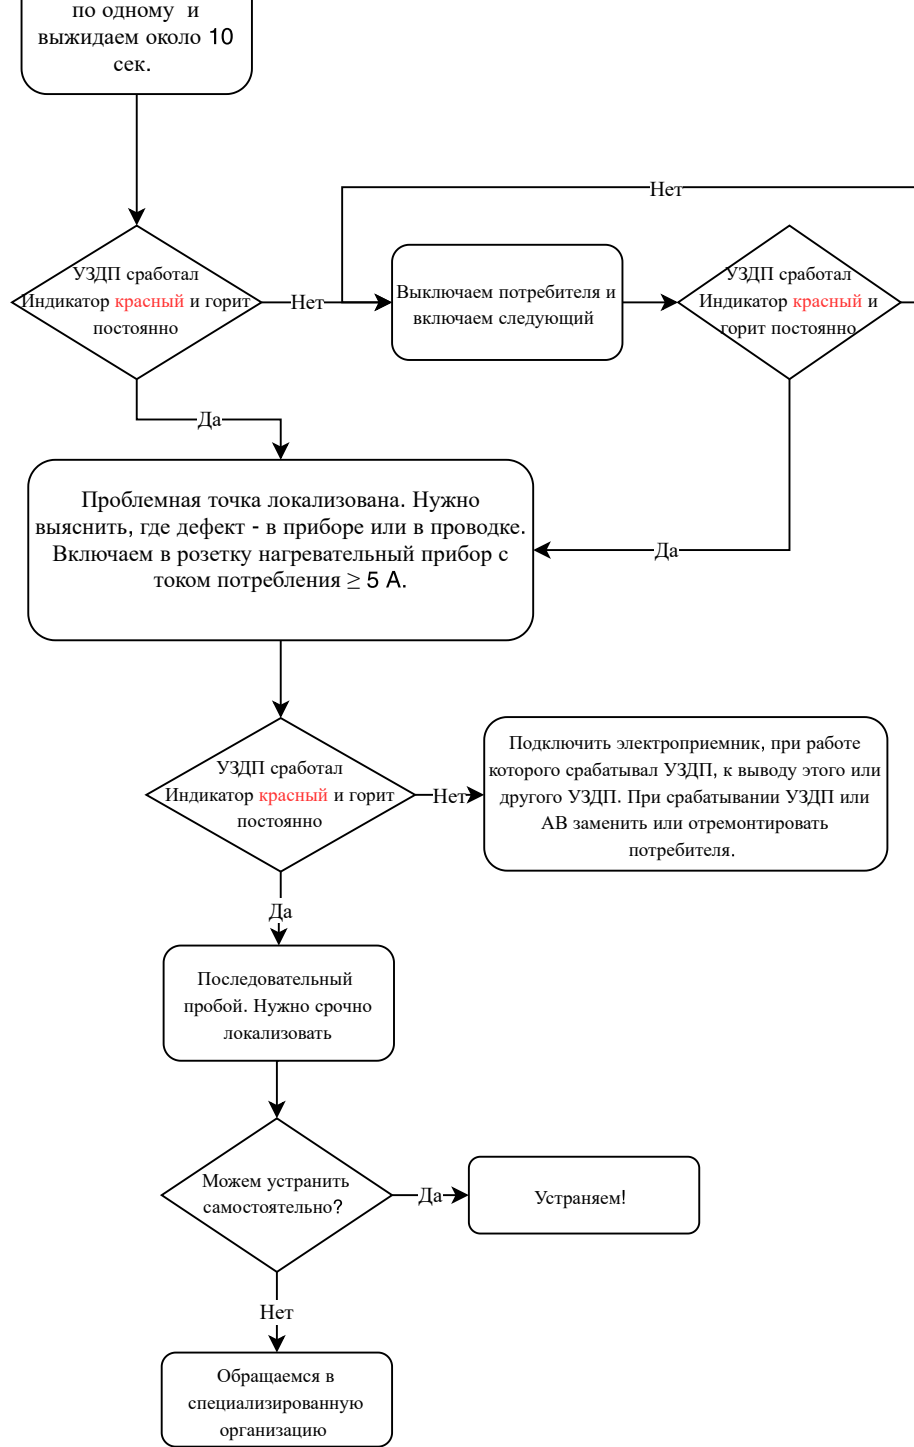 по одному и
выжидаем около 10
сек.
Нет
УЗДП сработал
Индикатор красный и горит
постоянно
Нет
Выключаем потребителя и
включаем следующий
УЗДП сработал
Индикатор красный и
горит постоянно
Да
Проблемная точка локализована. Нужно
выяснить, где дефект - в приборе или в проводке.
Включаем в розетку нагревательный прибор с
током потребления ≥ 5 А.
Да
УЗДП сработал
Индикатор красный и горит
постоянно
Нет
Подключить электроприемник, при работе
которого срабатывал УЗДП, к выводу этого или
другого УЗДП. При срабатывании УЗДП или
АВ заменить или отремонтировать
потребителя.
Да
Последовательный
пробой. Нужно срочно
локализовать
Можем устранить
самостоятельно?
Да
Устраняем!
Нет
Обращаемся в
специализированную
организацию